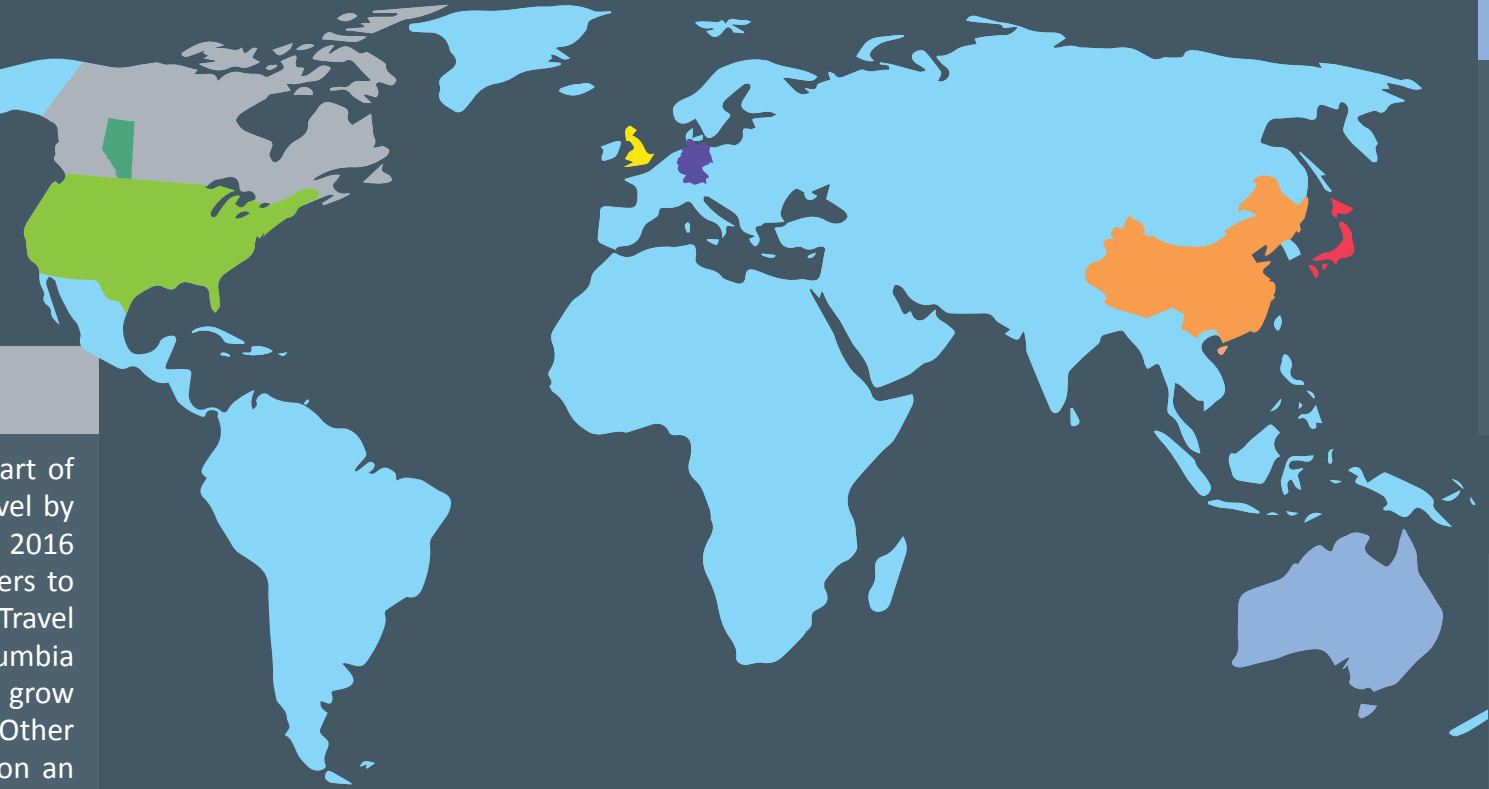 art of
vel by
2016
ers to
Travel
umbia
grow
Other
on an